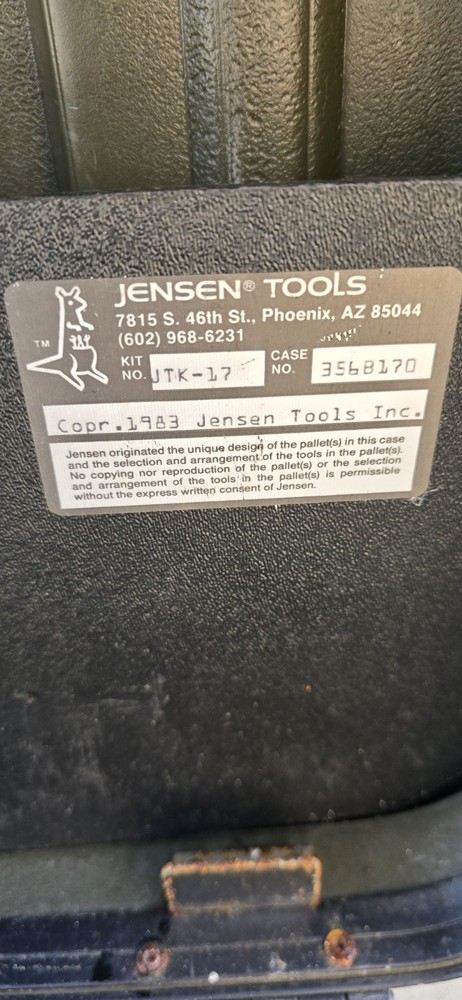 JENSEN® TOOLS
7815 S. 46th St., Phoenix, AZ 85044
(602) 968-6231
TM
KIT NO. JTK-17 CASE NO. 356B170
Copr.1983 Jensen Tools Inc.
Jensen originated the unique design of the pallet(s) in this case
and the selection and arrangement of the tools in the pallet(s).
No copying nor reproduction of the pallet(s) or the selection
and arrangement of the tools in the pallet(s) is permissible
without the express written consent of Jensen.